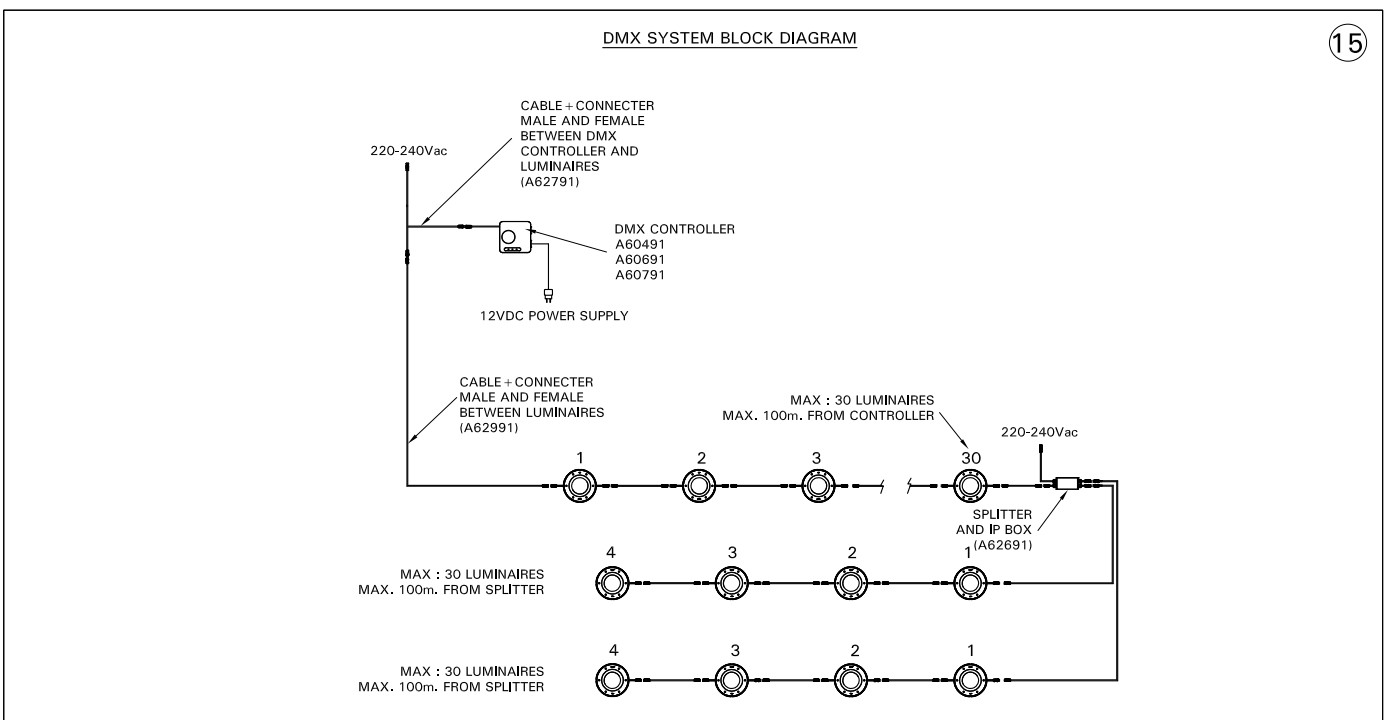 DMX SYSTEM BLOCK DIAGRAM
15
CABLE + CONNECTER
MALE AND FEMALE
BETWEEN DMX
CONTROLLER AND
LUMINAIRES
(A62791)
220-240Vac
DMX CONTROLLER
A60491
A60691
A60791
12VDC POWER SUPPLY
CABLE + CONNECTER
MALE AND FEMALE
BETWEEN LUMINAIRES
(A62991)
MAX : 30 LUMINAIRES
MAX. 100m. FROM CONTROLLER
220-240Vac
1
2
3
30
SPLITTER
AND IP BOX
(A62691)
MAX : 30 LUMINAIRES
MAX. 100m. FROM SPLITTER
4
3
2
1
MAX : 30 LUMINAIRES
MAX. 100m. FROM SPLITTER
4
3
2
1